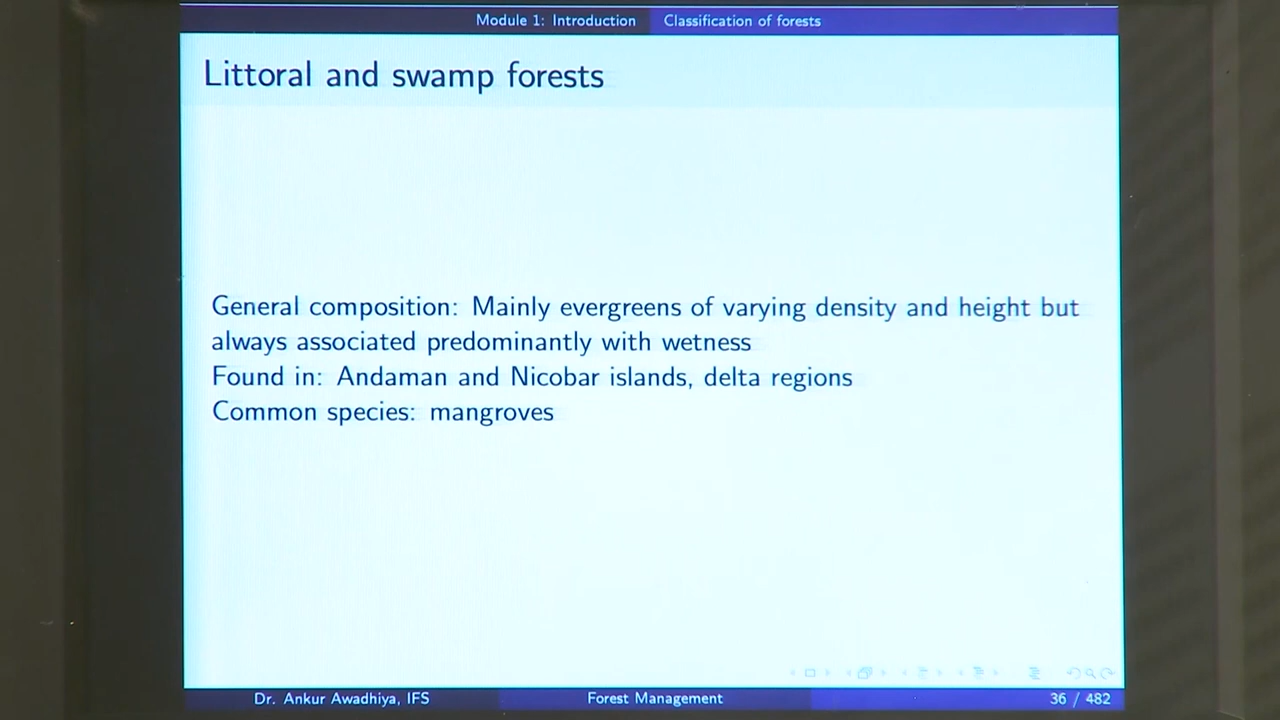 Module 1: Introduction Classification of forests
Littoral and swamp forests
General composition: Mainly evergreens of varying density and height but
always associated predominantly with wetness
Found in: Andaman and Nicobar islands, delta regions
Common species: mangroves
Dr. Ankur Awadhiya, IFS Forest Management 36 / 482